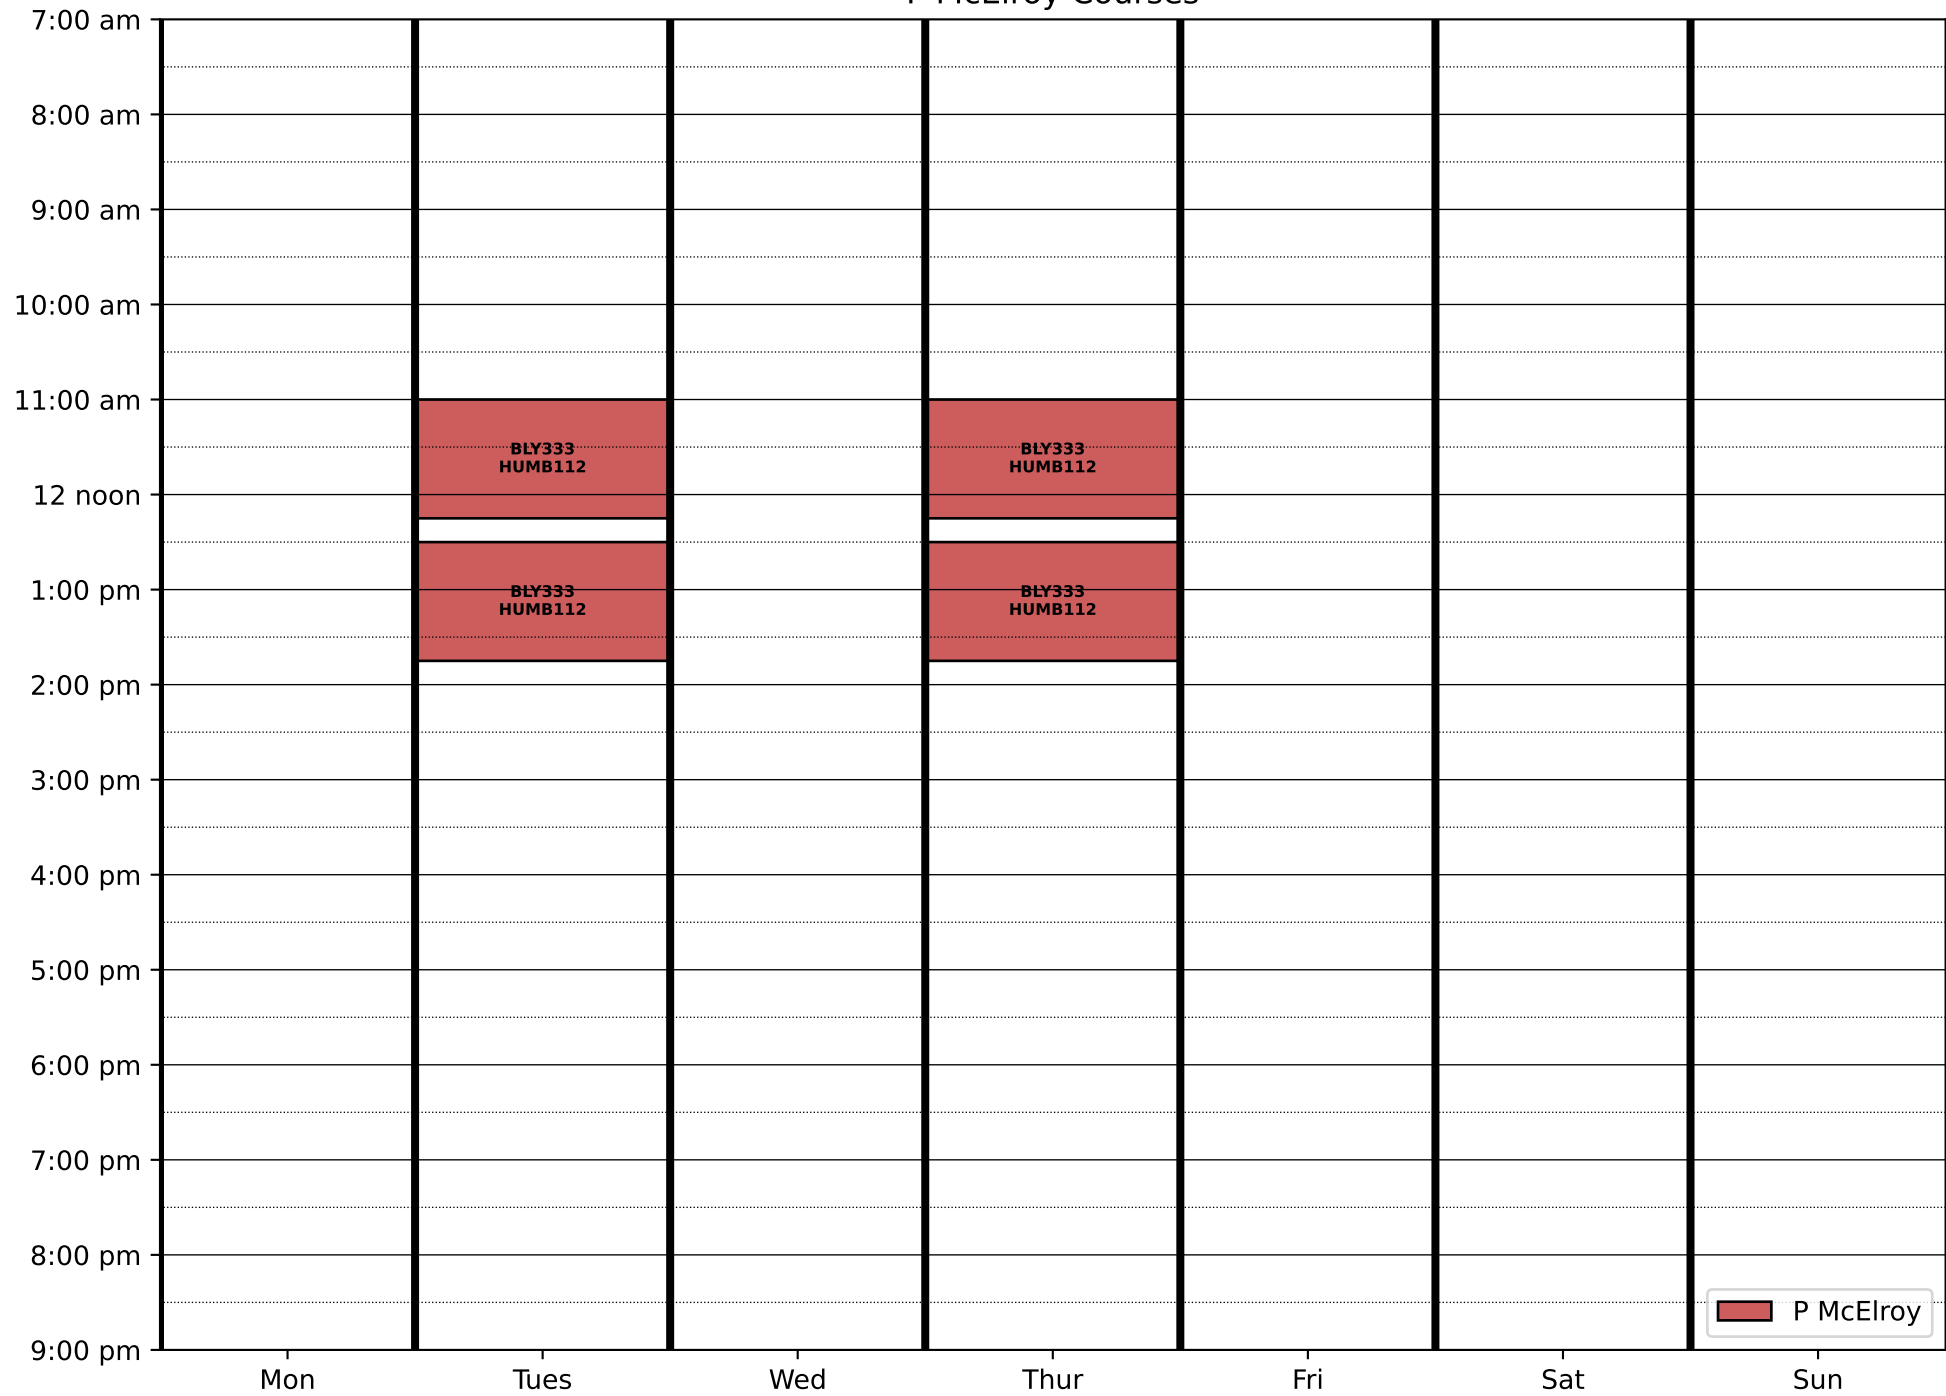 P McElroy Courses
7:00 am
8:00 am
9:00 am
10:00 am
11:00 am
BLY333
HUMB112
BLY333
HUMB112
12 noon
1:00 pm
BLY333
HUMB112
BLY333
HUMB112
2:00 pm
3:00 pm
4:00 pm
5:00 pm
6:00 pm
7:00 pm
8:00 pm
9:00 pm
P McElroy
Mon
Tues
Wed
Thur
Fri
Sat
Sun